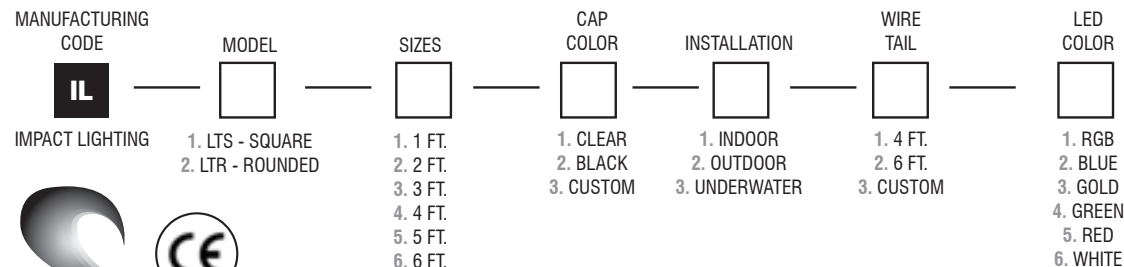 MANUFACTURING
CODE
IL
IMPACT LIGHTING
MODEL
1. LTS - SQUARE
2. LTR - ROUNDED
SIZES
1. 1 FT.
2. 2 FT.
3. 3 FT.
4. 4 FT.
5. 5 FT.
6. 6 FT.
CAP
COLOR
1. CLEAR
2. BLACK
3. CUSTOM
INSTALLATION
1. INDOOR
2. OUTDOOR
3. UNDERWATER
WIRE
TAIL
1. 4 FT.
2. 6 FT.
3. CUSTOM
LED
COLOR
1. RGB
2. BLUE
3. GOLD
4. GREEN
5. RED
6. WHITE
CE